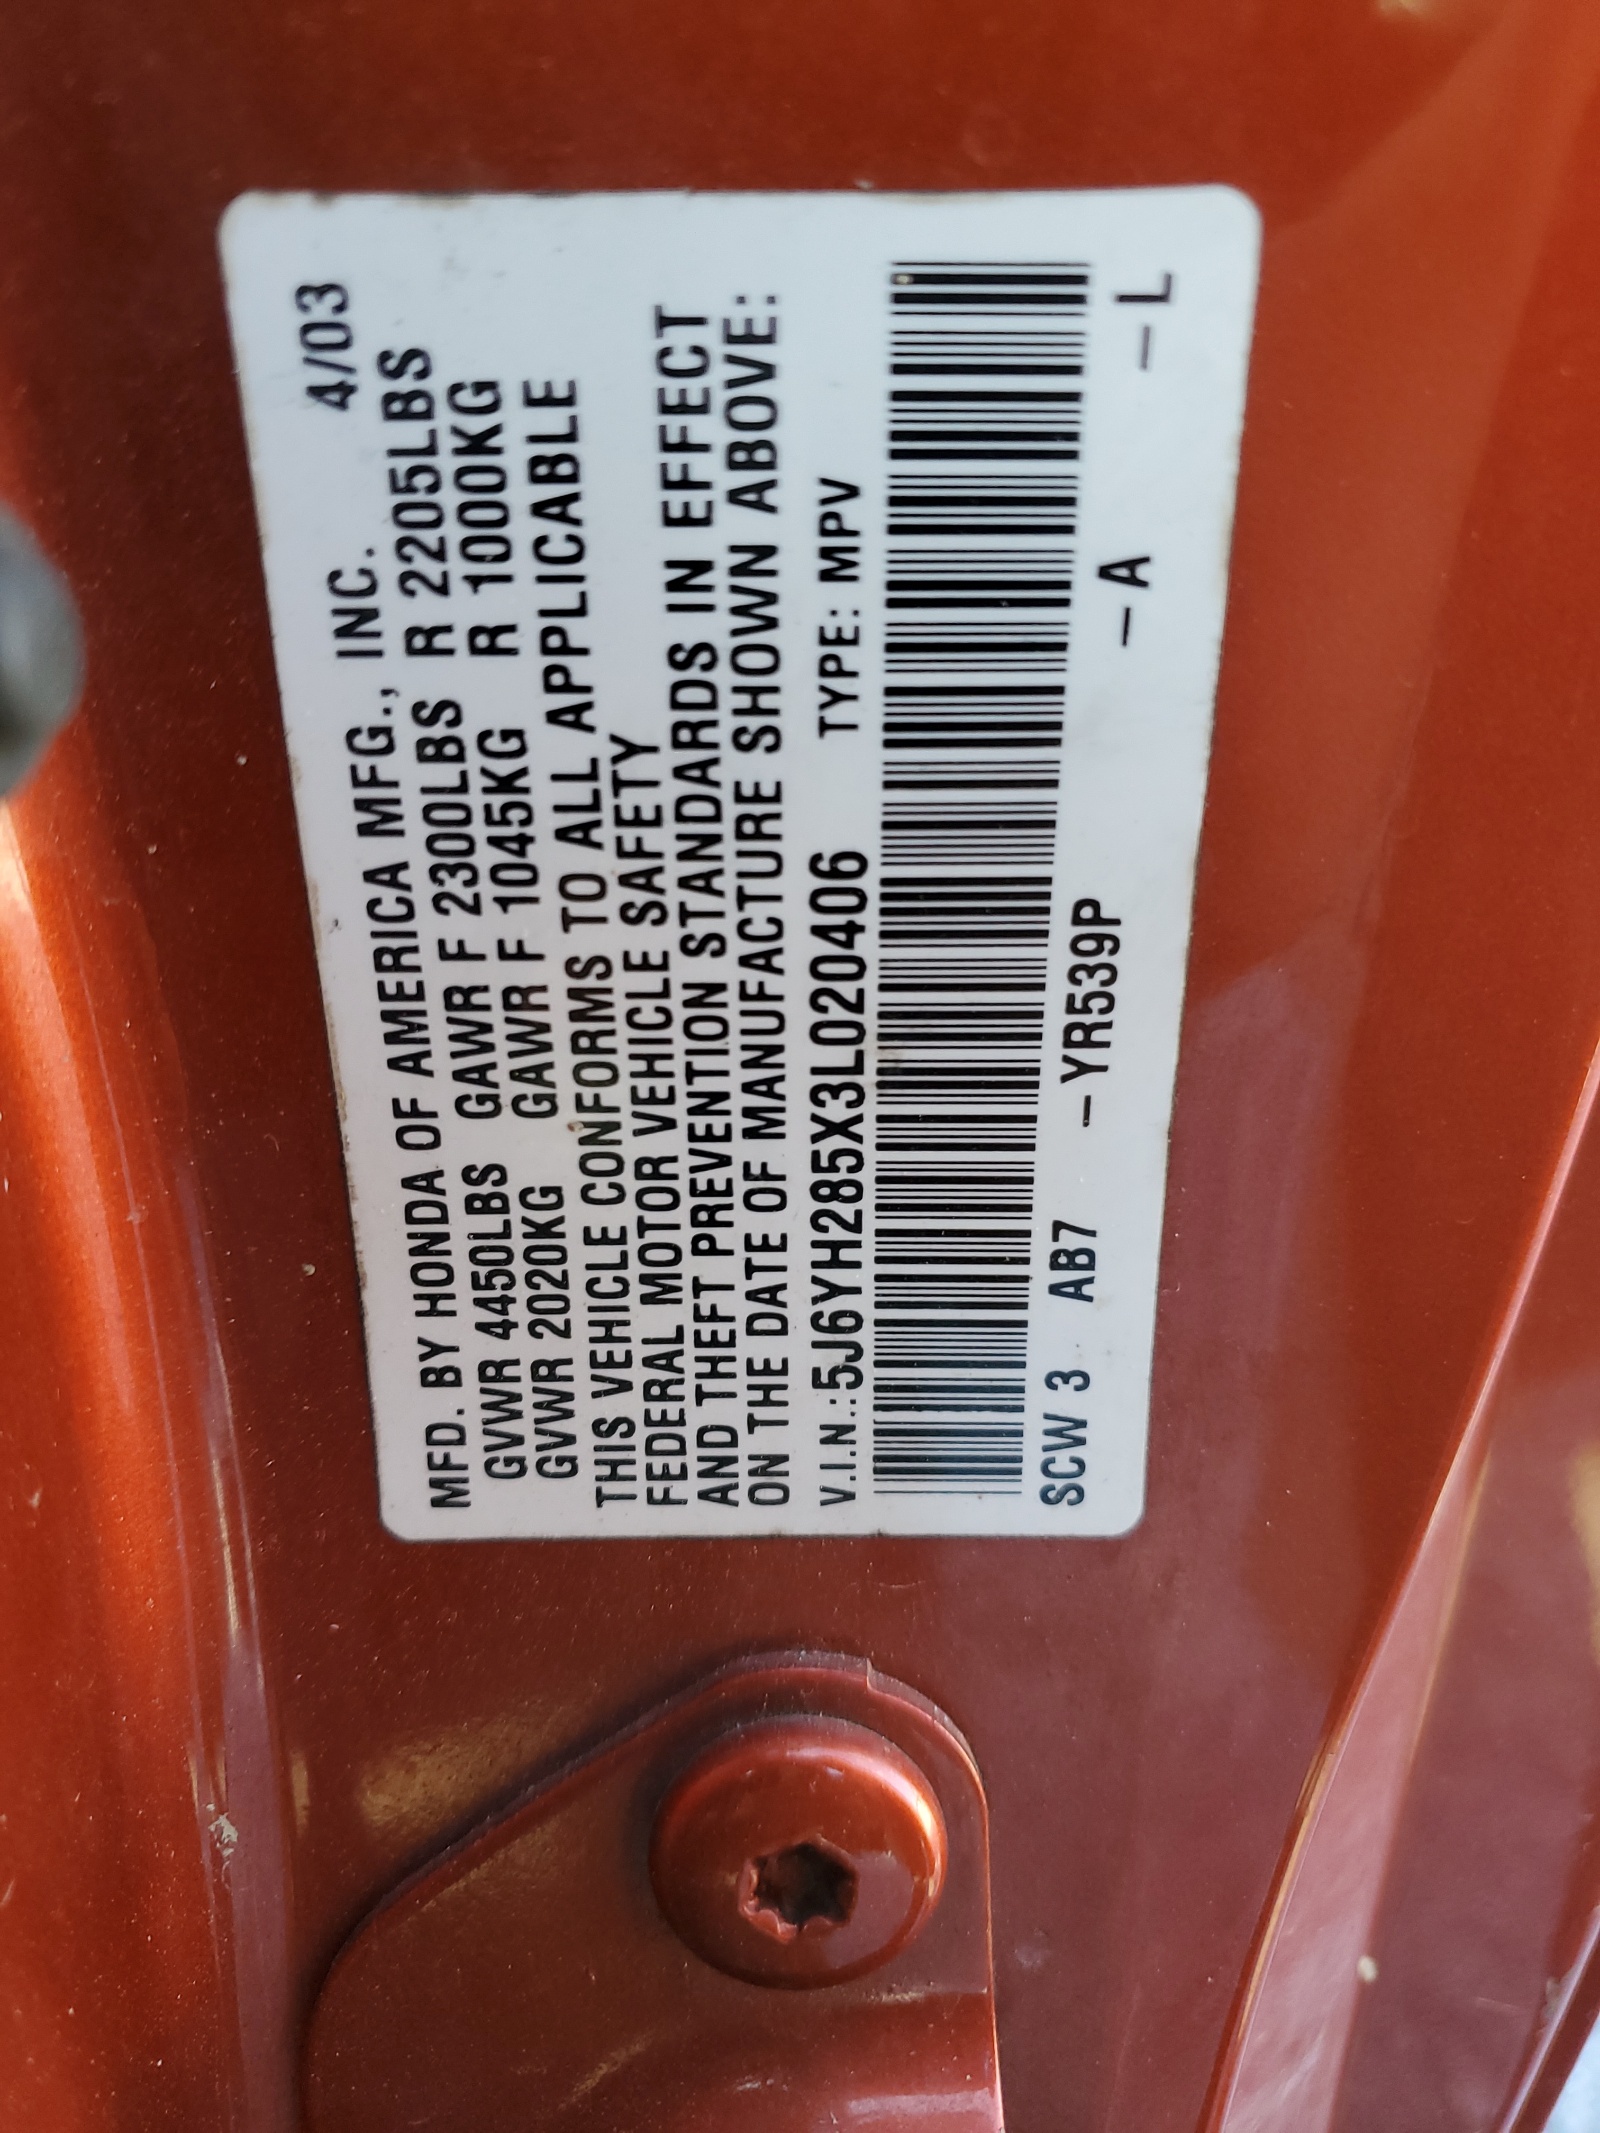 4/03
MFD. BY HONDA OF AMERICA MFG., INC.
GVWR 4450LBS GAWR F 2300LBS R 2205LBS
GVWR 2020KG GAWR F 1045KG R 1000KG
THIS VEHICLE CONFORMS TO ALL APPLICABLE
FEDERAL MOTOR VEHICLE SAFETY
AND THEFT PREVENTION STANDARDS IN EFFECT
ON THE DATE OF MANUFACTURE SHOWN ABOVE:
V.I.N.:5J6YH285X3L020406 TYPE: MPV
SCW 3 AB7 – YR539P – A – L